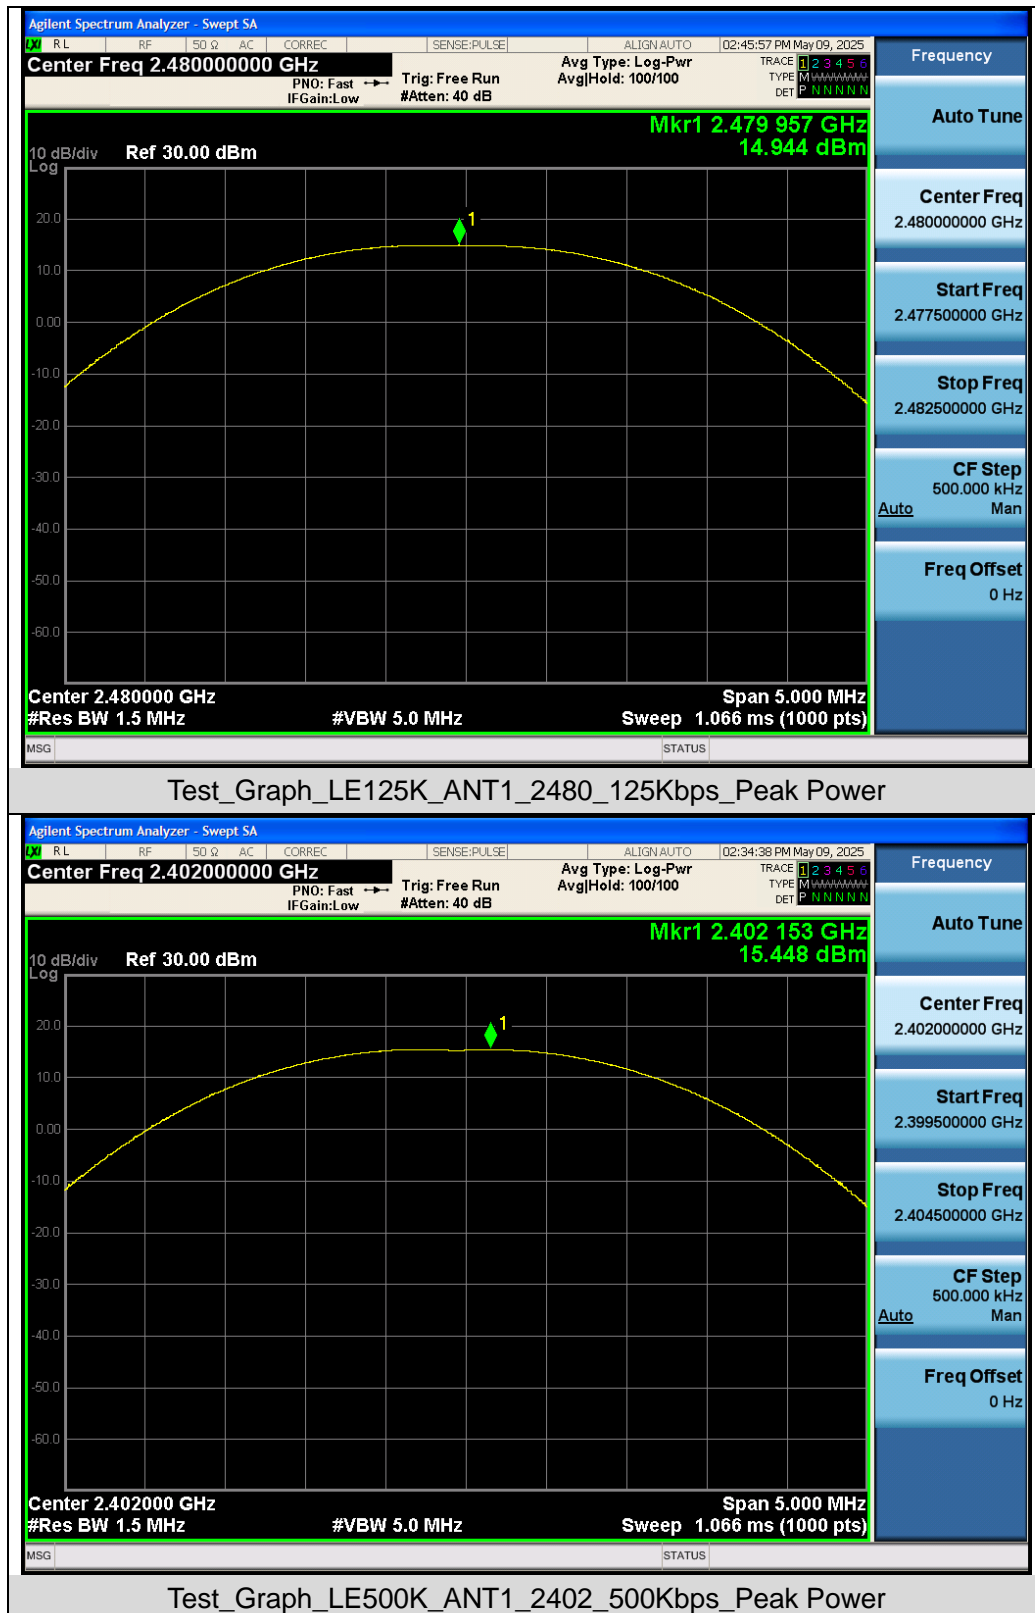 Agilent Spectrum Analyzer - Swept SA
LXI RL RF 50 Ω AC CORREC SENSE:PULSE ALIGN AUTO 02:45:57 PM May 09, 2025
Center Freq 2.480000000 GHz
PNO: Fast
IFGain:Low
Trig: Free Run
#Atten: 40 dB
Avg Type: Log-Pwr
Avg|Hold: 100/100
TRACE 1 2 3 4 5 6
TYPE M WWWWW
DET P N N N N N
Mkr1 2.479 957 GHz
14.944 dBm
10 dB/div Ref 30.00 dBm
Log
20.0
10.0
0.00
-10.0
-20.0
-30.0
-40.0
-50.0
-60.0
Center 2.480000 GHz Span 5.000 MHz
#Res BW 1.5 MHz #VBW 5.0 MHz Sweep 1.066 ms (1000 pts)
MSG STATUS
Frequency
Auto Tune
Center Freq
2.480000000 GHz
Start Freq
2.477500000 GHz
Stop Freq
2.482500000 GHz
CF Step
500.000 kHz
Auto Man
Freq Offset
0 Hz
Test_Graph_LE125K_ANT1_2480_125Kbps_Peak Power
Agilent Spectrum Analyzer - Swept SA
LXI RL RF 50 Ω AC CORREC SENSE:PULSE ALIGN AUTO 02:34:38 PM May 09, 2025
Center Freq 2.402000000 GHz
PNO: Fast
IFGain:Low
Trig: Free Run
#Atten: 40 dB
Avg Type: Log-Pwr
Avg|Hold: 100/100
TRACE 1 2 3 4 5 6
TYPE M WWWWW
DET P N N N N N
Mkr1 2.402 153 GHz
15.448 dBm
10 dB/div Ref 30.00 dBm
Log
20.0
10.0
0.00
-10.0
-20.0
-30.0
-40.0
-50.0
-60.0
Center 2.402000 GHz Span 5.000 MHz
#Res BW 1.5 MHz #VBW 5.0 MHz Sweep 1.066 ms (1000 pts)
MSG STATUS
Frequency
Auto Tune
Center Freq
2.402000000 GHz
Start Freq
2.399500000 GHz
Stop Freq
2.404500000 GHz
CF Step
500.000 kHz
Auto Man
Freq Offset
0 Hz
Test_Graph_LE500K_ANT1_2402_500Kbps_Peak Power